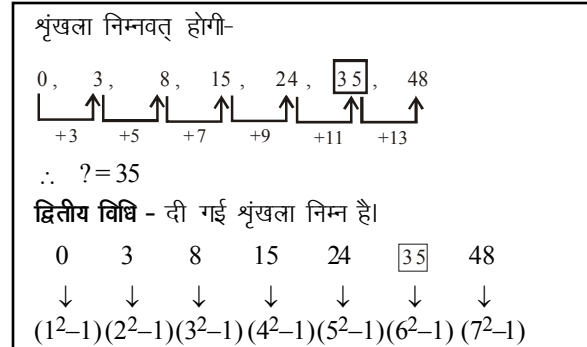 शृंखला निम्नवत् होगी-
0, 3, 8, 15, 24, 35, 48
+3 +5 +7 +9 +11 +13
∴ ?=35
द्वितीय विधि - दी गई शृंखला निम्न है।
0 3 8 15 24 35 48
↓ ↓ ↓ ↓ ↓ ↓ ↓
(1²–1)(2²–1)(3²–1)(4²–1)(5²–1)(6²–1)(7²–1)